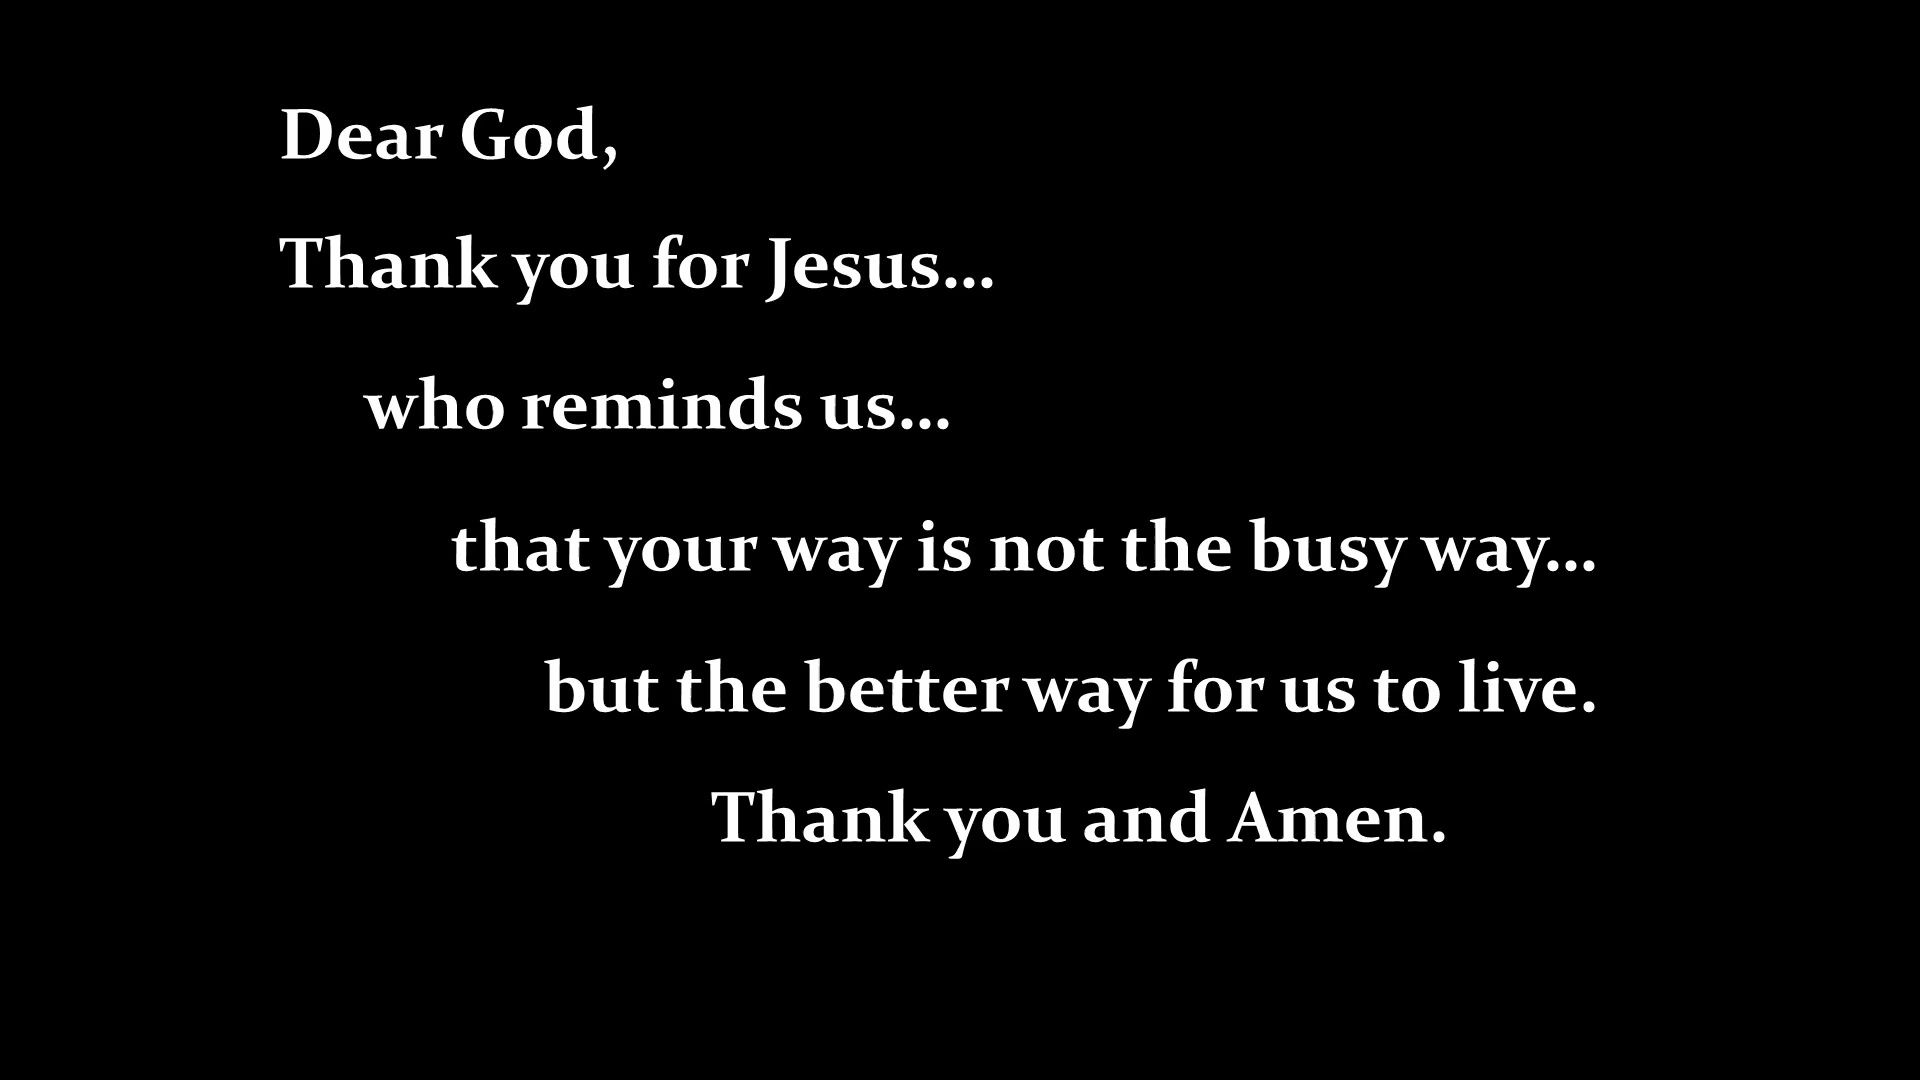 Dear God,
Thank you for Jesus...
who reminds us...
that your way is not the busy way...
but the better way for us to live.
Thank you and Amen.